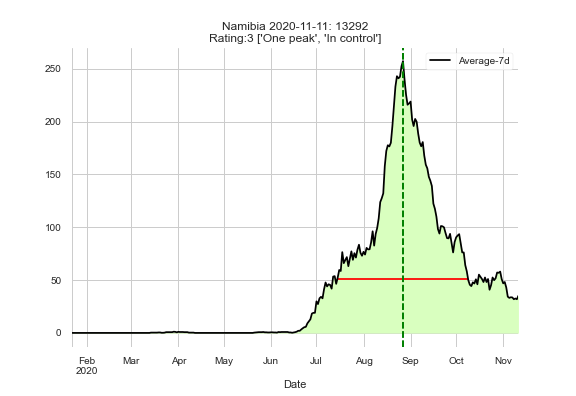 Namibia 2020-11-11: 13292
Rating:3 ['One peak', 'In control']
Average-7d
250
200
150
100
50
0
Feb Mar Apr May Jun Jul Aug Sep Oct Nov
2020
Date